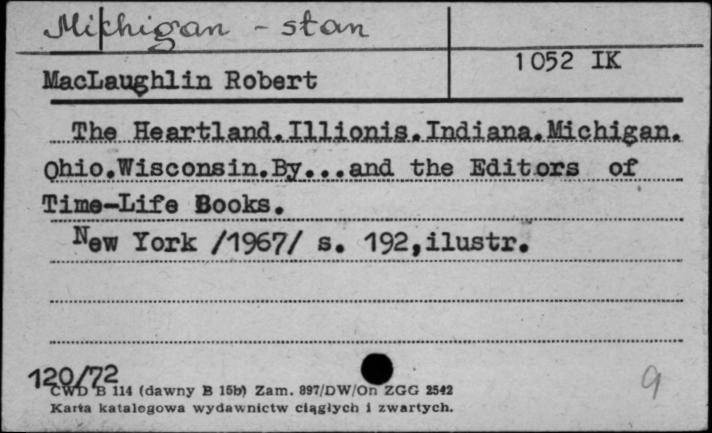 Michigan - stan
1052 IK
MacLaughlin Robert
The Heartland.Illionis.Indiana.Michigan.
Ohio.Wisconsin.By...and the Editors of
Time-Life Books.
New York /1967/ s. 192,ilustr.
120/72
9
CWD B 114 (dawny B 15b) Zam. 897/DW/On ZGG 2542
Karta katalogowa wydawnictw ciągłych i zwartych.